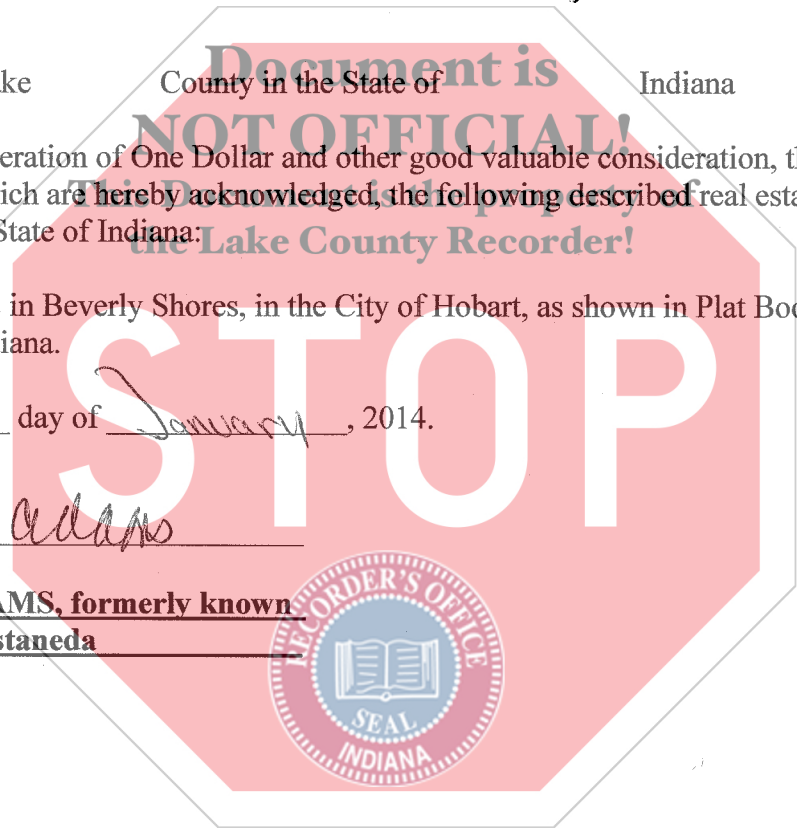 Document is
ke County in the State of Indiana
NOT OFFICIAL!
eration of One Dollar and other good valuable consideration, th
This Document is the property of
ich are hereby acknowledged, the following described real esta
State of Indiana:
the Lake County Recorder!
in Beverly Shores, in the City of Hobart, as shown in Plat Boo
iana.
STOP
day of January, 2014.
adams
AMS, formerly known
staneda
RECORDER'S OFFICE
SEAL
INDIANA